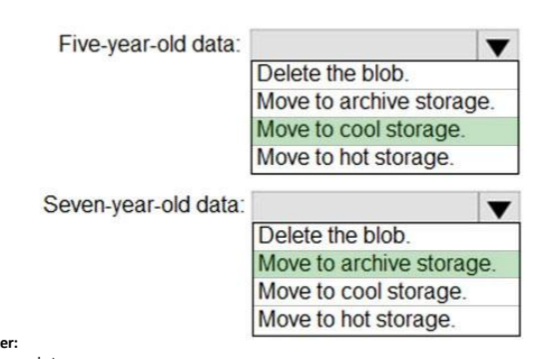 Five-year-old data:
Delete the blob.
Move to archive storage.
Move to cool storage.
Move to hot storage.
Seven-year-old data:
Delete the blob.
Move to archive storage.
Move to cool storage.
Move to hot storage.
er: